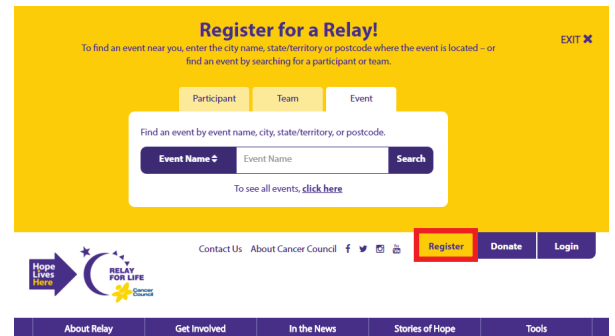 Register for a Relay!
EXIT ✖
To find an event near you, enter the city name, state/territory or postcode where the event is located – or
find an event by searching for a participant or team.
Participant Team Event
Find an event by event name, city, state/territory, or postcode.
Event Name Event Name Search
To see all events, click here
Contact Us About Cancer Council Register Donate Login
Hope
Lives
Here
RELAY
FOR LIFE
Cancer
Council
About Relay Get Involved In the News Stories of Hope Tools